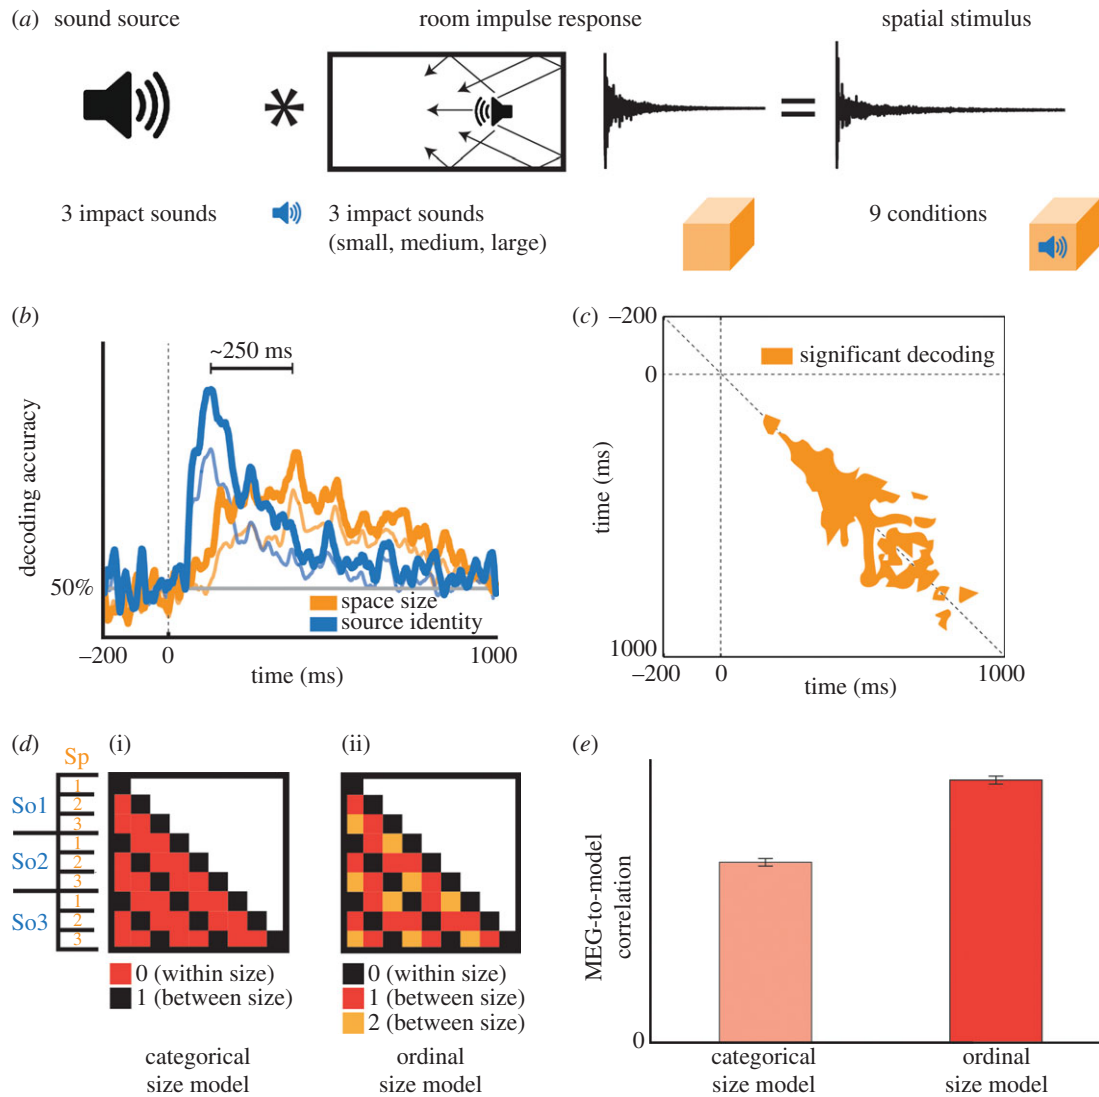 (a) sound source
room impulse response
spatial stimulus
*
=
3 impact sounds
3 impact sounds
(small, medium, large)
9 conditions
(b)
~250 ms
decoding accuracy
50%
space size
source identity
–200
0
1000
time (ms)
(c)
–200
0
significant decoding
time (ms)
1000
–200
0
1000
time (ms)
(d)
(i)
(ii)
Sp
So1
1
2
3
So2
1
2
3
So3
1
2
3
0 (within size)
1 (between size)
categorical
size model
0 (within size)
1 (between size)
2 (between size)
ordinal
size model
(e)
MEG-to-model
correlation
0
categorical
size model
ordinal
size model